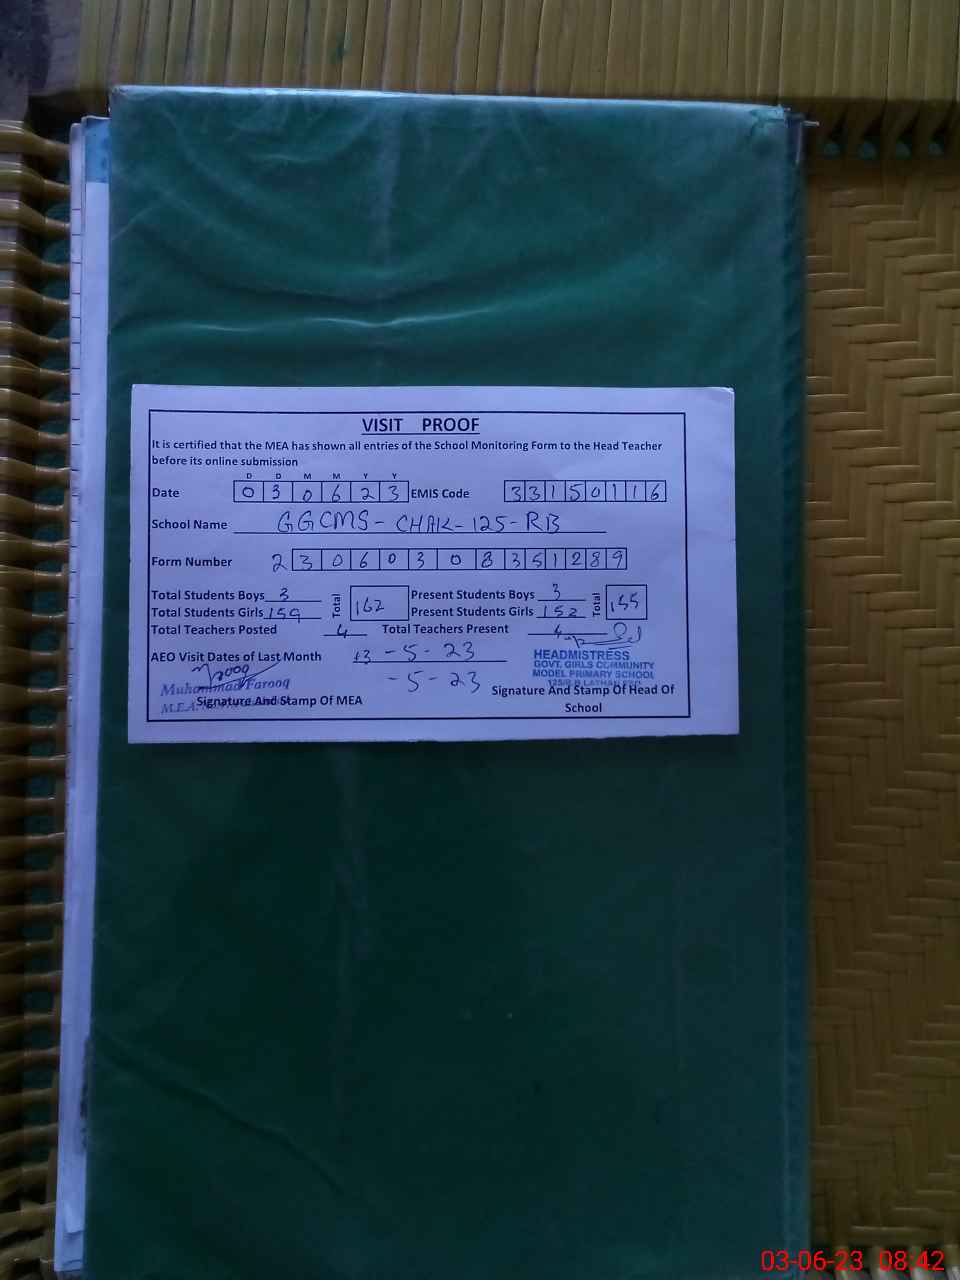 VISIT PROOF
It is certified that the MEA has shown all entries of the School Monitoring Form to the Head Teacher
before its online submission
D D M M Y Y
Date 0 3 0 6 2 3 EMIS Code 3 3 1 5 0 1 1 6
School Name GGCMS - CHAK - 125 - RB
Form Number 2 3 0 6 0 3 0 8 3 5 1 2 8 9
Total Students Boys 3 Total 162 Present Students Boys 3 Total 155
Total Students Girls 159 Present Students Girls 152
Total Teachers Posted 4 Total Teachers Present 4
AEO Visit Dates of Last Month - 5 - 23
- 5 - 23
HEADMISTRESS
GOVT. GIRLS COMMUNITY
MODEL PRIMARY SCHOOL
Muhammad Farooq
M.E.A.
Signature And Stamp Of MEA
Signature And Stamp Of Head Of
School
03-06-23 08:42